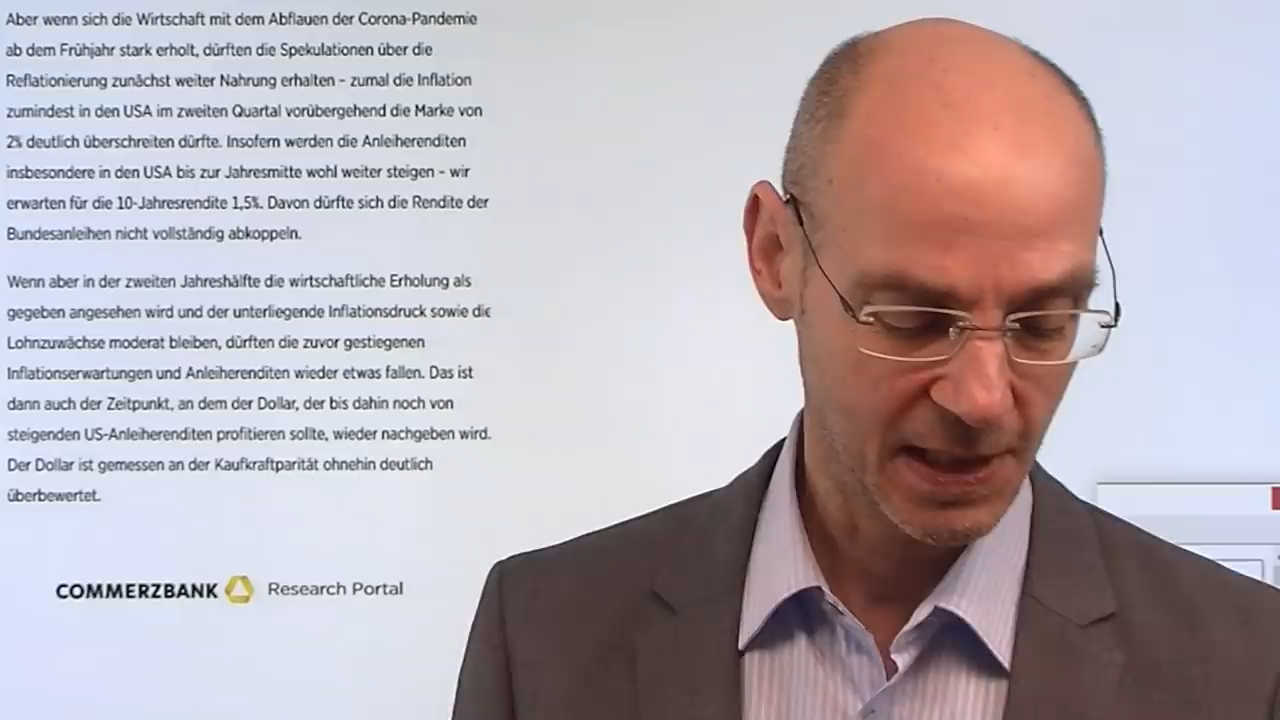 Aber wenn sich die Wirtschaft mit dem Abflauen der Corona-Pandemie
ab dem Frühjahr stark erholt, dürften die Spekulationen über die
Reflationierung zunächst weiter Nahrung erhalten – zumal die Inflation
zumindest in den USA im zweiten Quartal vorübergehend die Marke von
2% deutlich überschreiten dürfte. Insofern werden die Anleiherenditen
insbesondere in den USA bis zur Jahresmitte wohl weiter steigen – wir
erwarten für die 10-Jahresrendite 1,5%. Davon dürfte sich die Rendite der
Bundesanleihen nicht vollständig abkoppeln.
Wenn aber in der zweiten Jahreshälfte die wirtschaftliche Erholung als
gegeben angesehen wird und der unterliegende Inflationsdruck sowie die
Lohnzuwächse moderat bleiben, dürften die zuvor gestiegenen
Inflationserwartungen und Anleiherenditen wieder etwas fallen. Das ist
dann auch der Zeitpunkt, an dem der Dollar, der bis dahin noch von
steigenden US-Anleiherenditen profitieren sollte, wieder nachgeben wird.
Der Dollar ist gemessen an der Kaufkraftparität ohnehin deutlich
überbewertet.
COMMERZBANK Research Portal